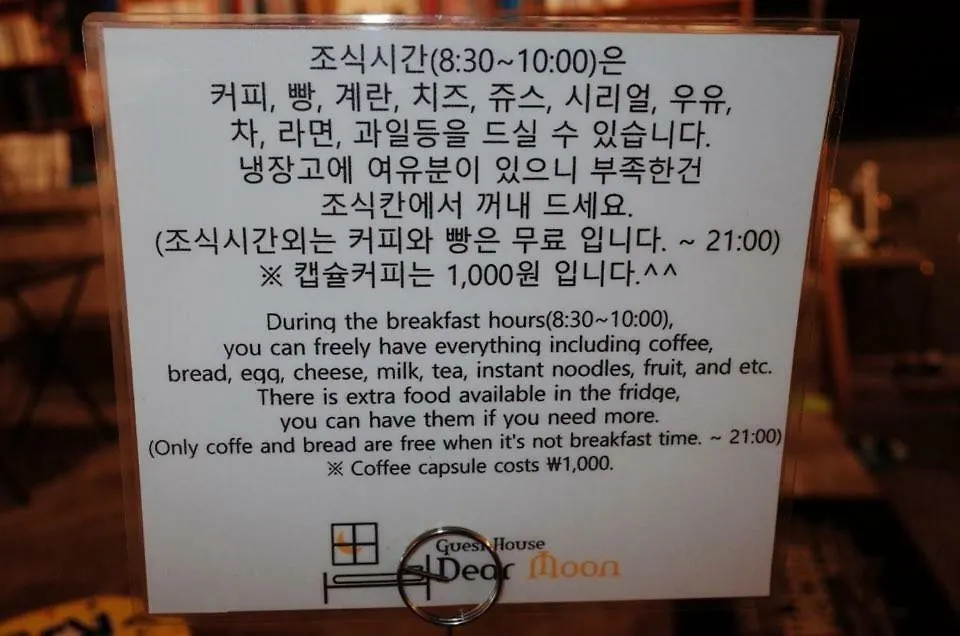 조식시간(8:30~10:00)은
커피, 빵, 계란, 치즈, 쥬스, 시리얼, 우유,
차, 라면, 과일등을 드실 수 있습니다.
냉장고에 여유분이 있으니 부족한건
조식칸에서 꺼내 드세요.
(조식시간외는 커피와 빵은 무료 입니다. ~ 21:00)
※ 캡슐커피는 1,000원 입니다.^^
During the breakfast hours(8:30~10:00),
you can freely have everything including coffee,
bread, egg, cheese, milk, tea, instant noodles, fruit, and etc.
There is extra food available in the fridge,
you can have them if you need more.
(Only coffe and bread are free when it's not breakfast time. ~ 21:00)
※ Coffee capsule costs ₩1,000.
Guest House
Dear Moon